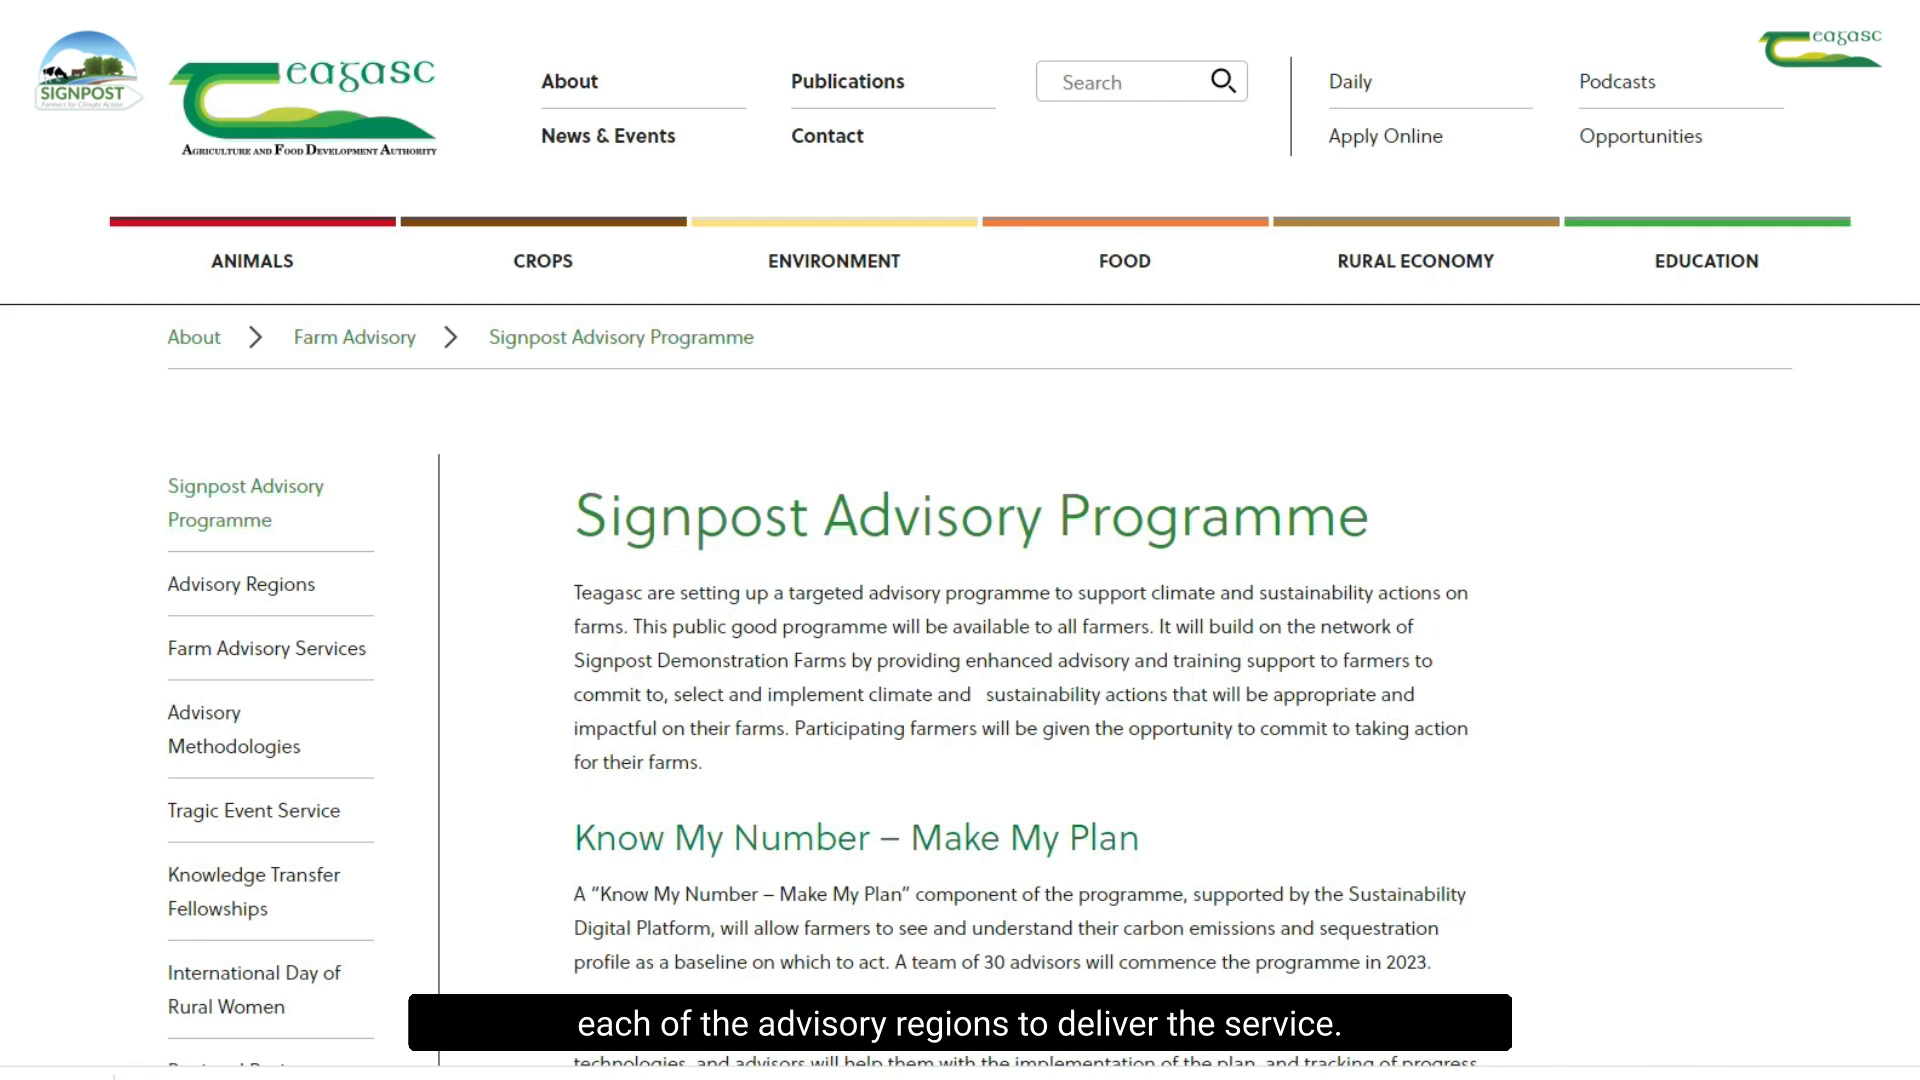 SIGNPOST
Farmers for Climate Action
Teagasc
AGRICULTURE AND FOOD DEVELOPMENT AUTHORITY
About
Publications
News & Events
Contact
Search
Daily
Podcasts
Apply Online
Opportunities
Teagasc
ANIMALS
CROPS
ENVIRONMENT
FOOD
RURAL ECONOMY
EDUCATION
About
Farm Advisory
Signpost Advisory Programme
Signpost Advisory
Programme
Advisory Regions
Farm Advisory Services
Advisory
Methodologies
Tragic Event Service
Knowledge Transfer
Fellowships
International Day of
Rural Women
Signpost Advisory Programme
Teagasc are setting up a targeted advisory programme to support climate and sustainability actions on
farms. This public good programme will be available to all farmers. It will build on the network of
Signpost Demonstration Farms by providing enhanced advisory and training support to farmers to
commit to, select and implement climate and sustainability actions that will be appropriate and
impactful on their farms. Participating farmers will be given the opportunity to commit to taking action
for their farms.
Know My Number – Make My Plan
A “Know My Number – Make My Plan” component of the programme, supported by the Sustainability
Digital Platform, will allow farmers to see and understand their carbon emissions and sequestration
profile as a baseline on which to act. A team of 30 advisors will commence the programme in 2023.
each of the advisory regions to deliver the service.
technologies, and advisors will help them with the implementation of the plan, and tracking of progress